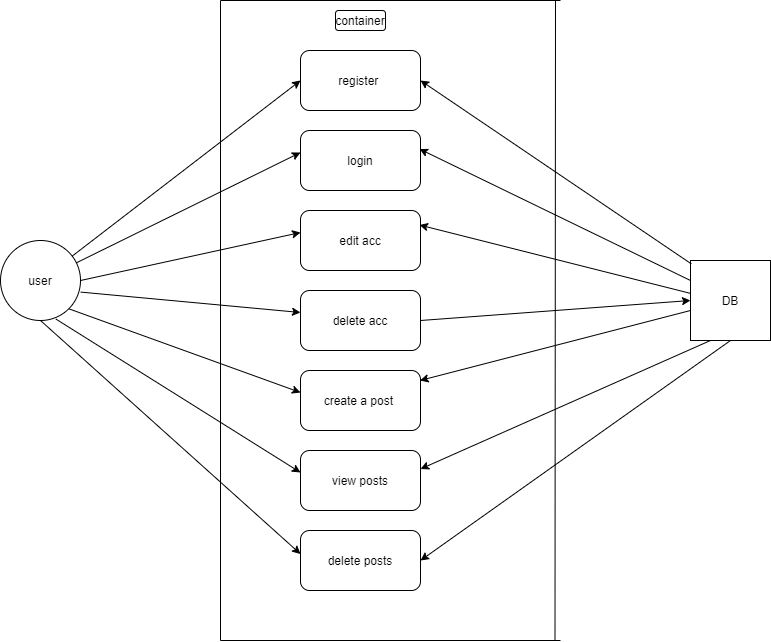 container
register
login
edit acc
user
DB
delete acc
create a post
view posts
delete posts